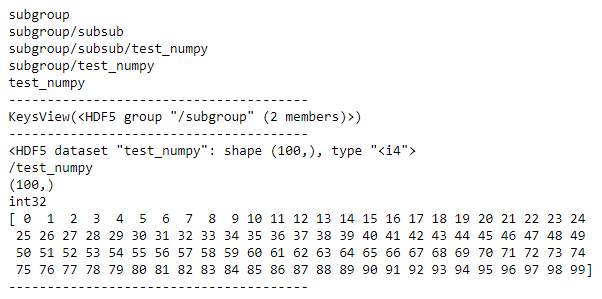 subgroup
subgroup/subsub
subgroup/subsub/test_numpy
subgroup/test_numpy
test_numpy
---------------------------------------
KeysView(<HDF5 group "/subgroup" (2 members)>)
---------------------------------------
<HDF5 dataset "test_numpy": shape (100,), type "<i4">
/test_numpy
(100,)
int32
[ 0  1  2  3  4  5  6  7  8  9 10 11 12 13 14 15 16 17 18 19 20 21 22 23 24
 25 26 27 28 29 30 31 32 33 34 35 36 37 38 39 40 41 42 43 44 45 46 47 48 49
 50 51 52 53 54 55 56 57 58 59 60 61 62 63 64 65 66 67 68 69 70 71 72 73 74
 75 76 77 78 79 80 81 82 83 84 85 86 87 88 89 90 91 92 93 94 95 96 97 98 99]
---------------------------------------